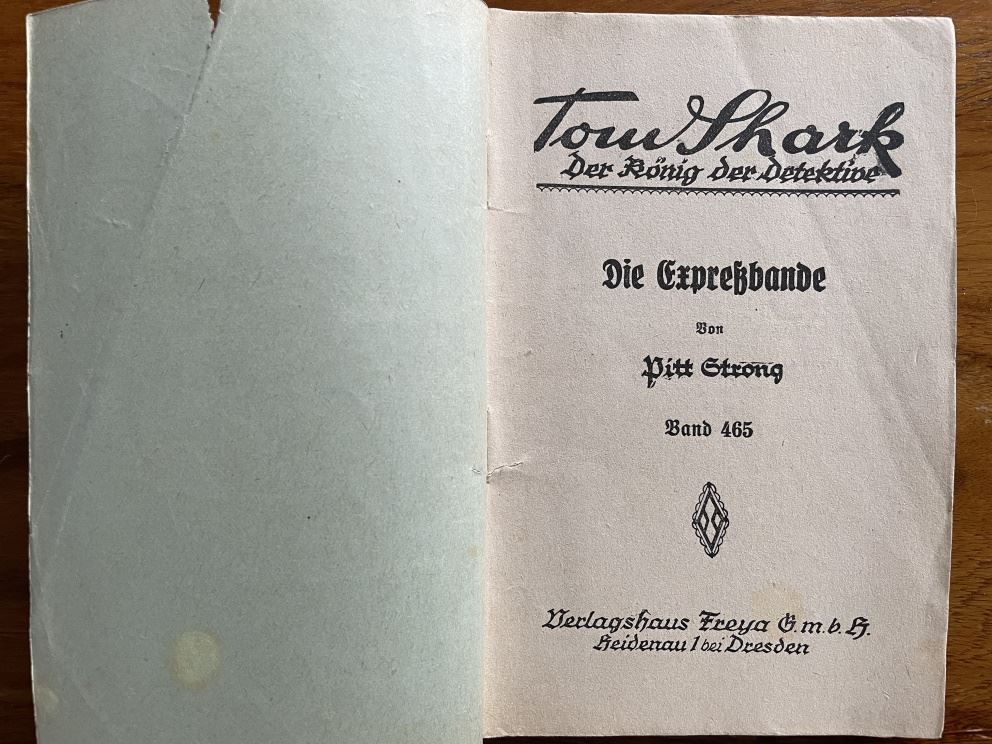 Tom Shark
Der König der Detektive
Die Expreßbande
Von
Pitt Strong
Band 465
Verlagshaus Freya G.m.b.H.
Heidenau 1 bei Dresden